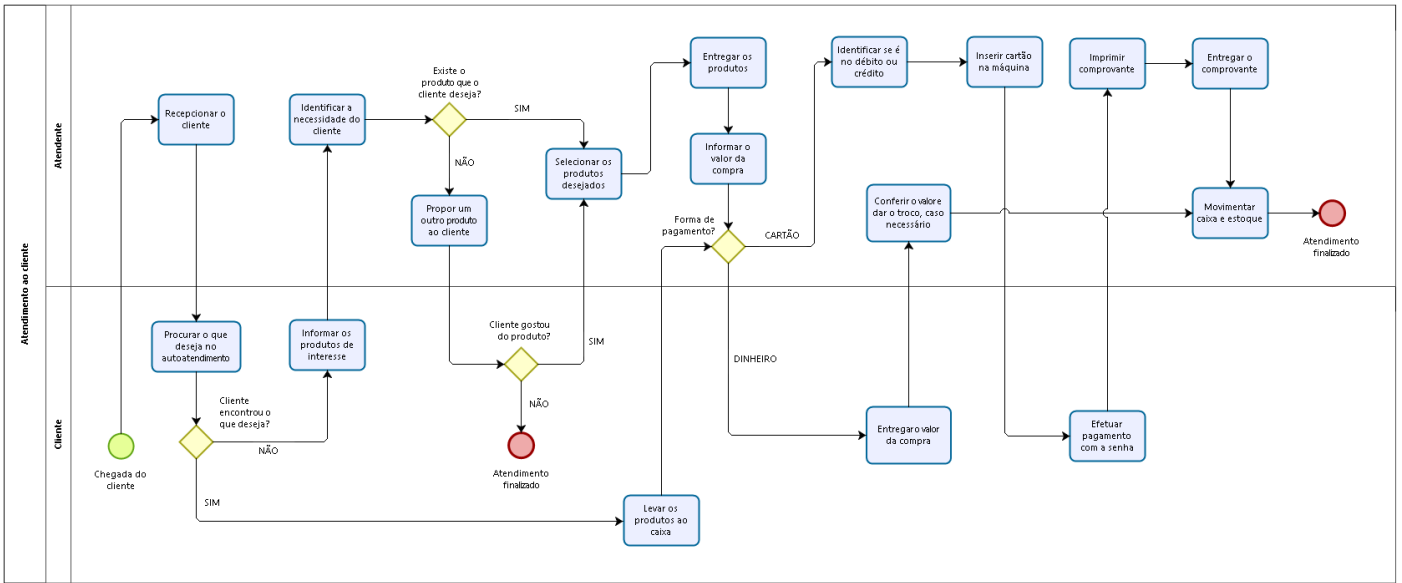 Atendimento ao cliente
Atendente
Cliente
Chegada do
cliente
Recepcionar o
cliente
Procurar o que
deseja no
autoatendimento
Cliente
encontrou o
que deseja?
NÃO
SIM
Informar os
produtos de
interesse
Identificar a
necessidade do
cliente
Existe o
produto que o
cliente deseja?
SIM
NÃO
Propor um
outro produto
ao cliente
Cliente gostou
do produto?
SIM
NÃO
Atendimento
finalizado
Selecionar os
produtos
desejados
Levar os
produtos ao
caixa
Entregar os
produtos
Informar o
valor da
compra
Forma de
pagamento?
CARTÃO
DINHEIRO
Identificar se é
no débito ou
crédito
Inserir cartão
na máquina
Entregar o valor
da compra
Conferir o valor e
dar o troco, caso
necessário
Efetuar
pagamento
com a senha
Imprimir
comprovante
Entregar o
comprovante
Movimentar
caixa e estoque
Atendimento
finalizado